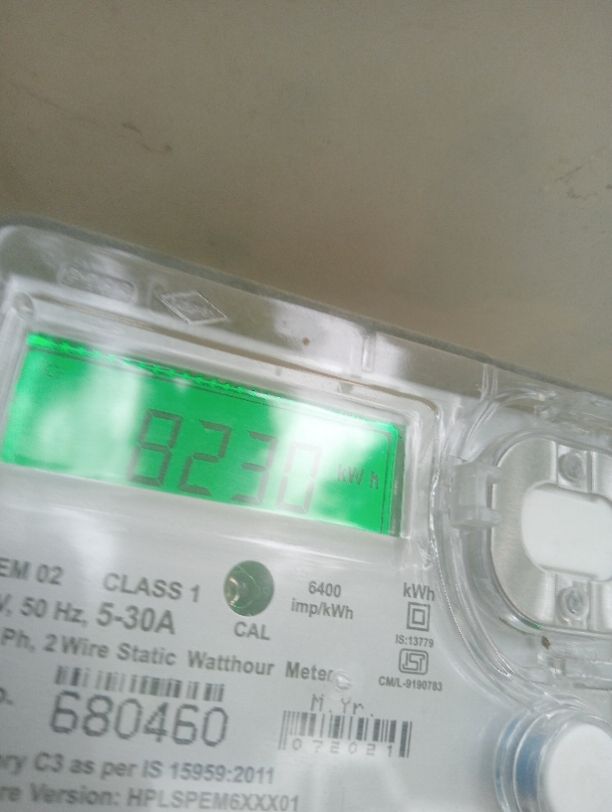 8230 kWh
EM 02 CLASS 1
V, 50 Hz, 5-30A
CAL
6400
imp/kWh
kWh
IS:13779
CM/L-9190783
Ph, 2 Wire Static Watthour Meter
680460
M.Yr.
072021
ry C3 as per IS 15959:2011
re Version: HPLSPEM6XXX01